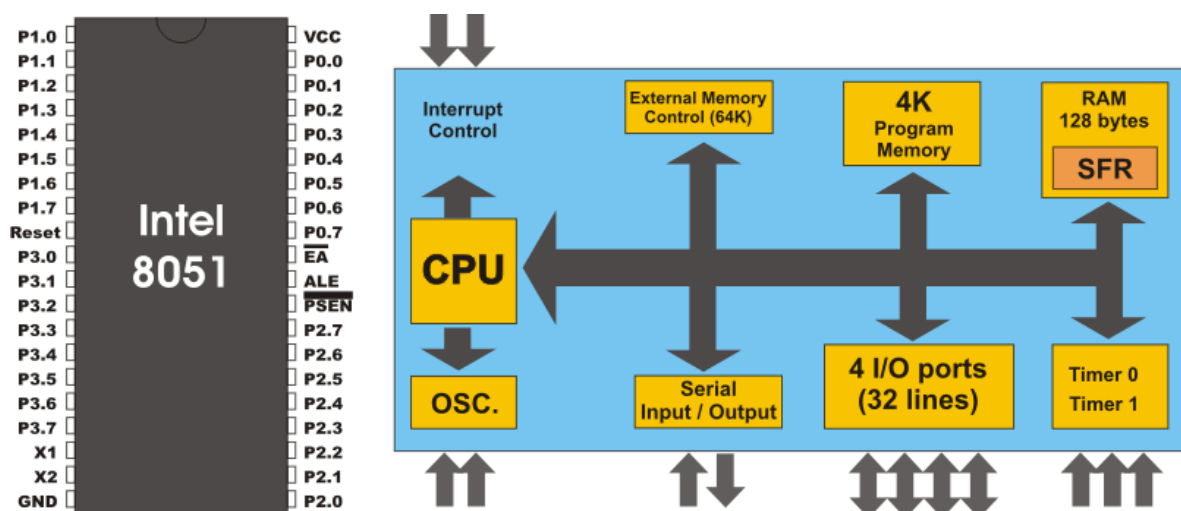 P1.0
P1.1
P1.2
P1.3
P1.4
P1.5
P1.6
P1.7
Reset
P3.0
P3.1
P3.2
P3.3
P3.4
P3.5
P3.6
P3.7
X1
X2
GND
Intel
8051
VCC
P0.0
P0.1
P0.2
P0.3
P0.4
P0.5
P0.6
P0.7
EA
ALE
PSEN
P2.7
P2.6
P2.5
P2.4
P2.3
P2.2
P2.1
P2.0
Interrupt
Control
External Memory
Control (64K)
4K
Program
Memory
RAM
128 bytes
SFR
CPU
OSC.
Serial
Input / Output
4 I/O ports
(32 lines)
Timer 0
Timer 1